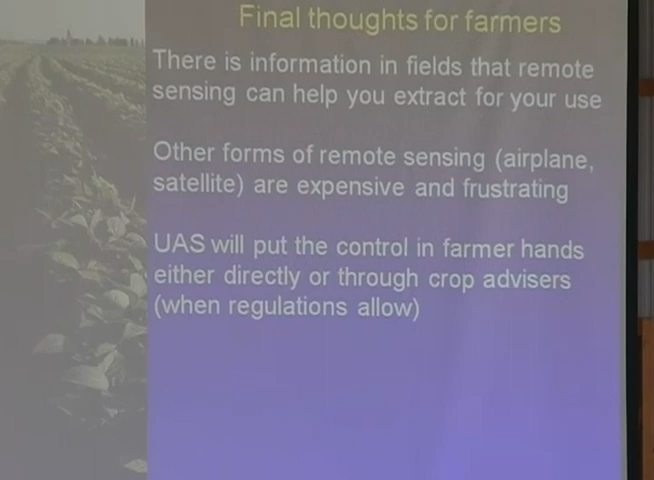 Final thoughts for farmers
There is information in fields that remote
sensing can help you extract for your use
Other forms of remote sensing (airplane,
satellite) are expensive and frustrating
UAS will put the control in farmer hands
either directly or through crop advisers
(when regulations allow)